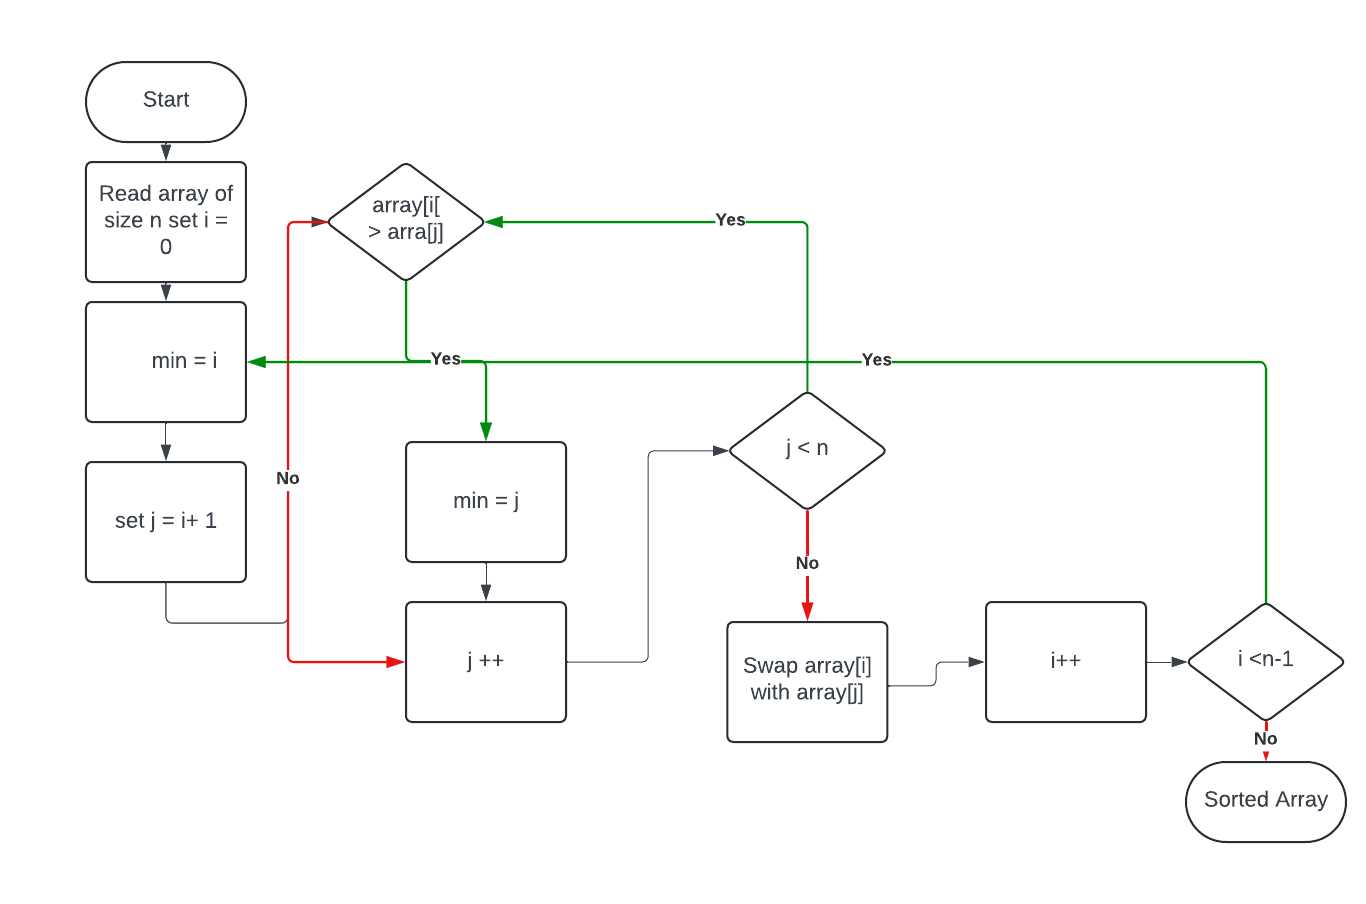 Start
Read array of
size n set i =
0
min = i
set j = i+ 1
No
array[i[
> arra[j]
Yes
min = j
j ++
Yes
Yes
j < n
No
Swap array[i]
with array[j]
i++
i <n-1
No
Sorted Array